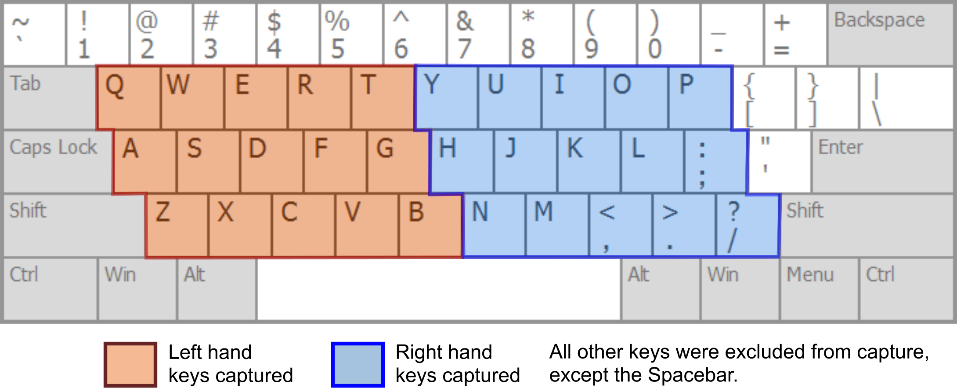 ~ ! @ # $ % ^ & * ( ) _ + Backspace
` 1 2 3 4 5 6 7 8 9 0 - =
Tab Q W E R T Y U I O P { } |
[ ] \
Caps Lock A S D F G H J K L : " Enter
; '
Shift Z X C V B N M < > ? Shift
, . /
Ctrl Win Alt Alt Win Menu Ctrl
Left hand Right hand All other keys were excluded from capture,
keys captured keys captured except the Spacebar.